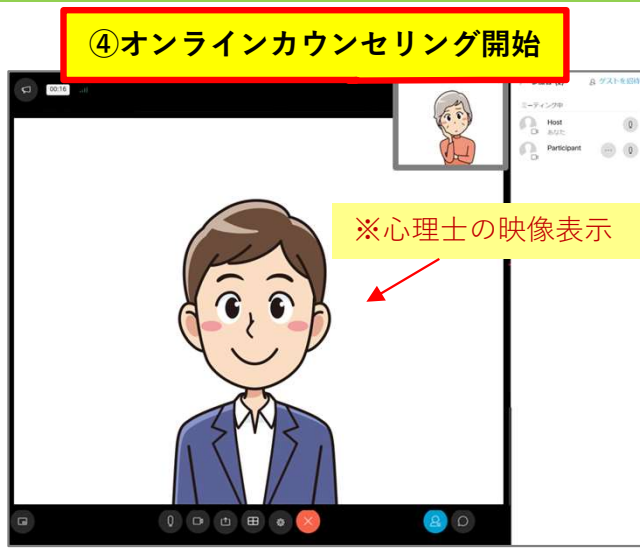 ④オンラインカウンセリング開始
00:16
ゲストを招待
ミーティング中
Host
あなた
Participant
※心理士の映像表示